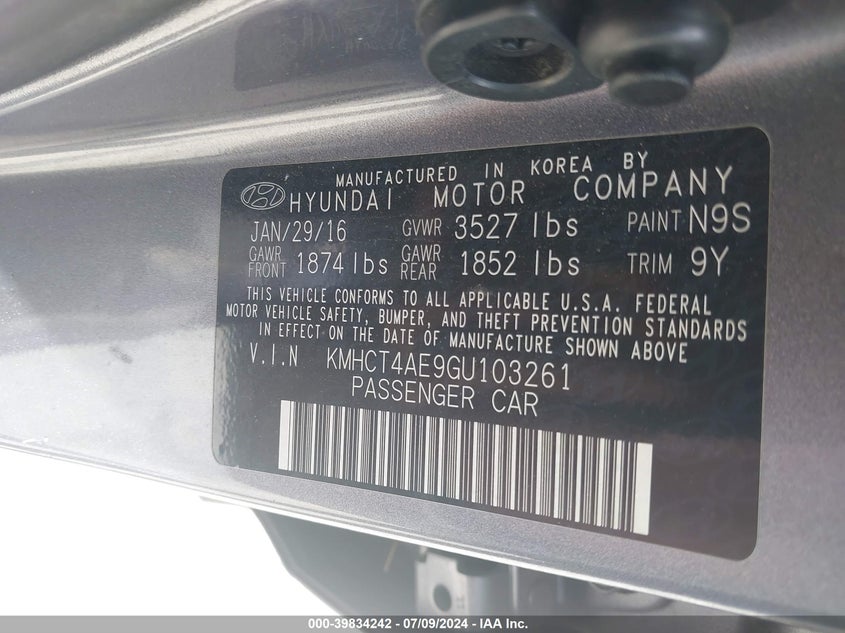 MANUFACTURED IN KOREA BY
HYUNDAI MOTOR COMPANY
JAN/29/16 GVWR 3527 lbs PAINT N9S
GAWR FRONT 1874 lbs GAWR REAR 1852 lbs TRIM 9Y
THIS VEHICLE CONFORMS TO ALL APPLICABLE U.S.A. FEDERAL
MOTOR VEHICLE SAFETY, BUMPER, AND THEFT PREVENTION STANDARDS
IN EFFECT ON THE DATE OF MANUFACTURE SHOWN ABOVE
V.I.N KMHCT4AE9GU103261
PASSENGER CAR
000-39834242 - 07/09/2024 - IAA Inc.